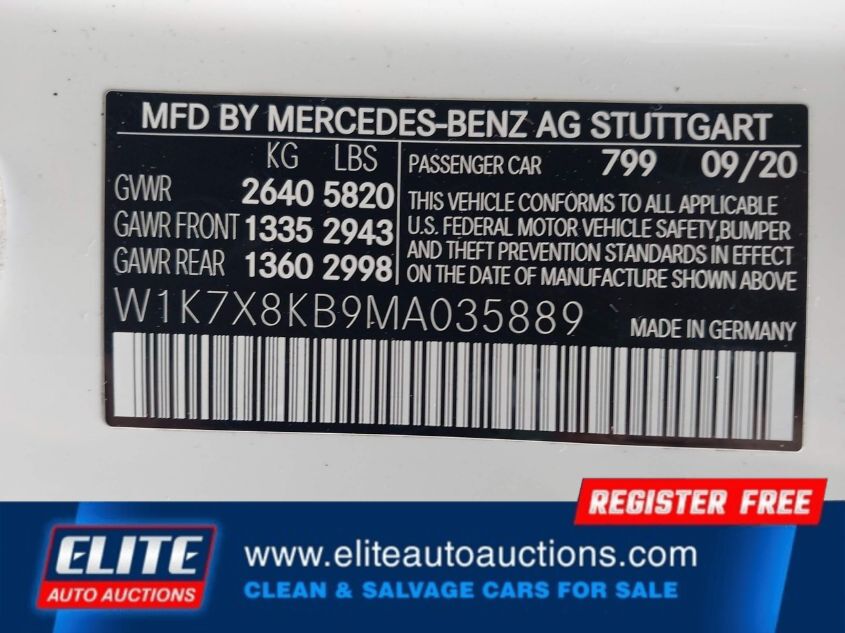 MFD BY MERCEDES-BENZ AG STUTTGART
KG LBS
GVWR 2640 5820
GAWR FRONT 1335 2943
GAWR REAR 1360 2998
PASSENGER CAR 799 09/20
THIS VEHICLE CONFORMS TO ALL APPLICABLE
U.S. FEDERAL MOTOR VEHICLE SAFETY,BUMPER
AND THEFT PREVENTION STANDARDS IN EFFECT
ON THE DATE OF MANUFACTURE SHOWN ABOVE
W1K7X8KB9MA035889 MADE IN GERMANY
REGISTER FREE
ELITE
AUTO AUCTIONS
www.eliteautoauctions.com
CLEAN & SALVAGE CARS FOR SALE